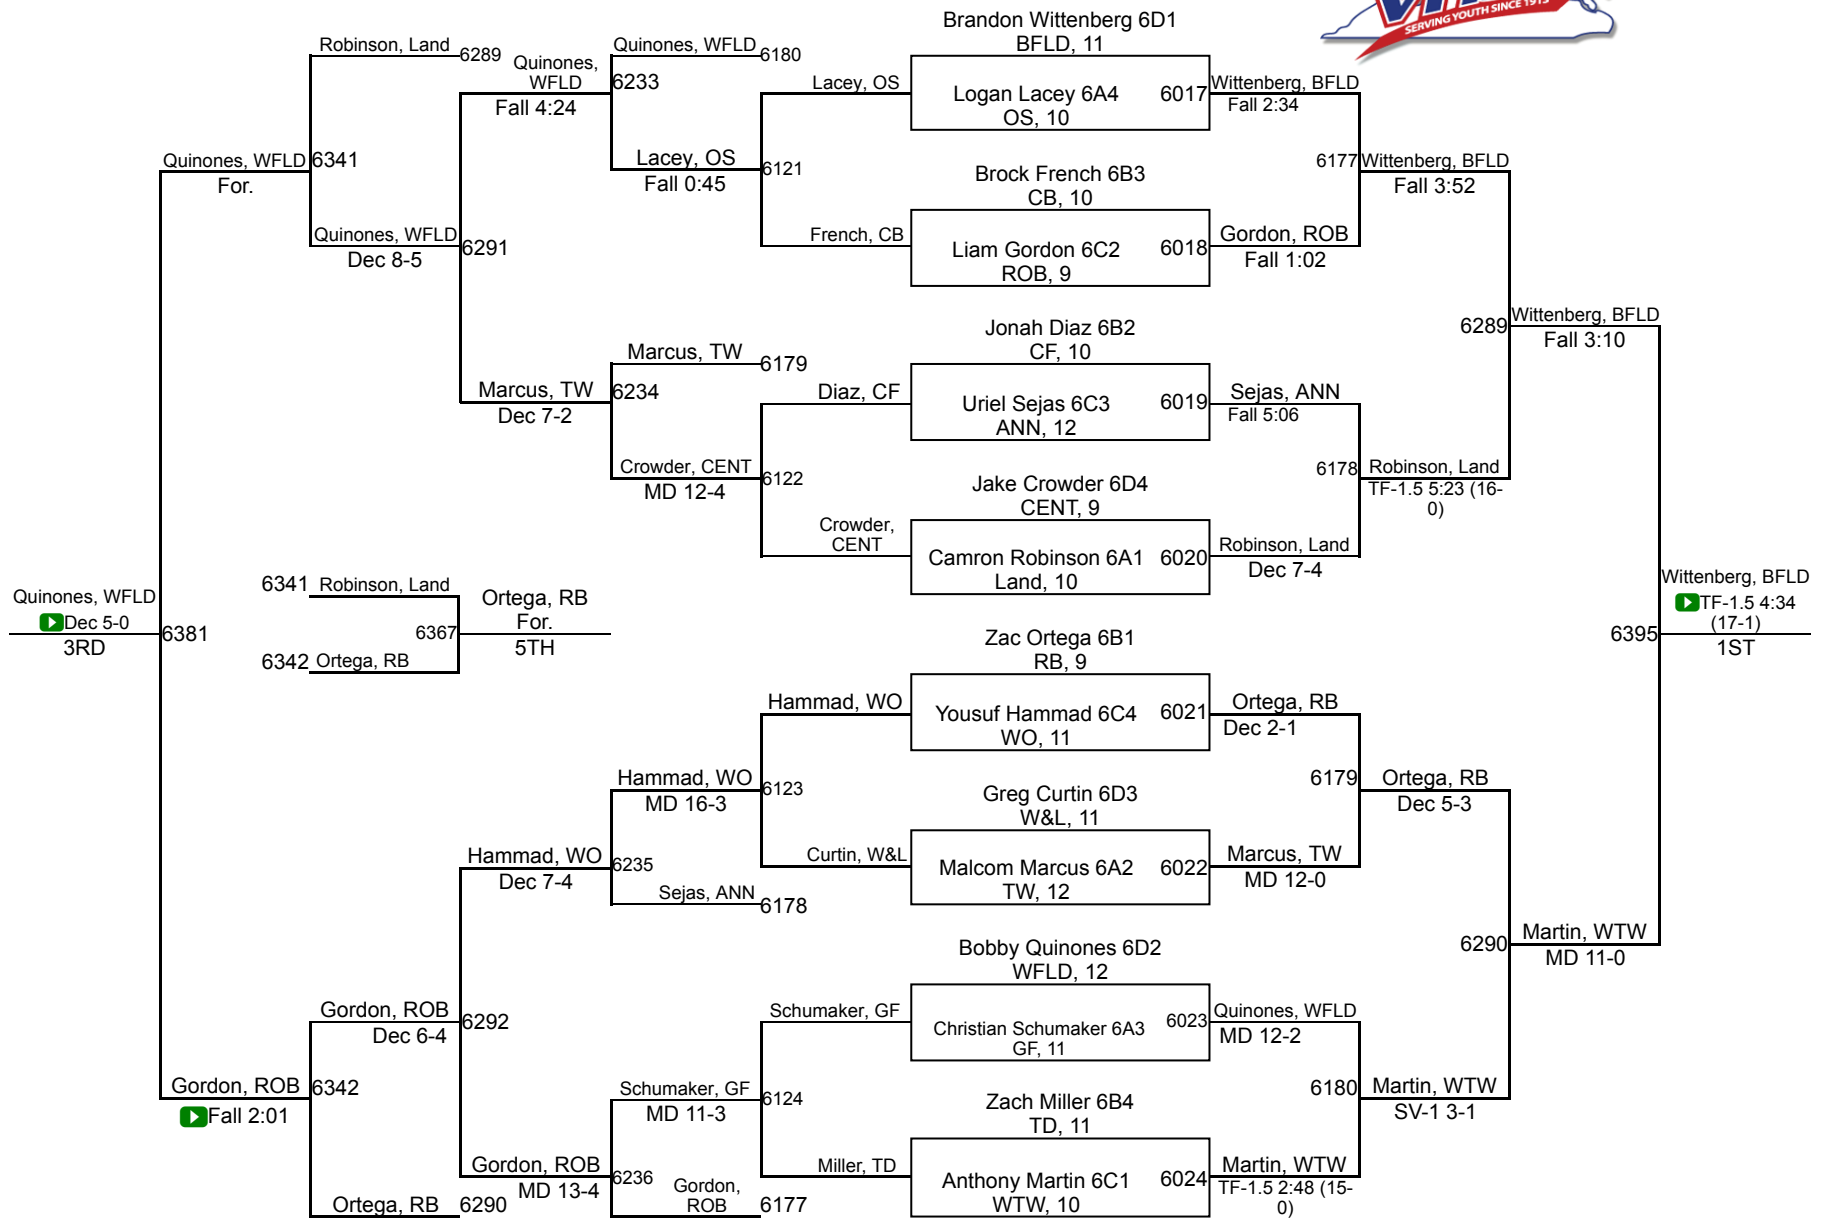 SERVING YOUTH SINCE 1913
Robinson, Land
6289
Quinones,
WFLD
Fall 4:24
Quinones, WFLD
6180
6233
Lacey, OS
Fall 0:45
6121
Lacey, OS
French, CB
Quinones, WFLD
For.
6341
Quinones, WFLD
Dec 8-5
6291
Marcus, TW
Dec 7-2
Marcus, TW
6179
6234
Crowder, CENT
MD 12-4
6122
Diaz, CF
Crowder,
CENT
Brandon Wittenberg 6D1
BFLD, 11
Logan Lacey 6A4
OS, 10
6017
Wittenberg, BFLD
Fall 2:34
Brock French 6B3
CB, 10
Liam Gordon 6C2
ROB, 9
6018
Gordon, ROB
Fall 1:02
6177
Wittenberg, BFLD
Fall 3:52
Jonah Diaz 6B2
CF, 10
Uriel Sejas 6C3
ANN, 12
6019
Sejas, ANN
Fall 5:06
Jake Crowder 6D4
CENT, 9
Camron Robinson 6A1
Land, 10
6020
Robinson, Land
Dec 7-4
6178
Robinson, Land
TF-1.5 5:23 (16-
0)
6289
Wittenberg, BFLD
Fall 3:10
Quinones, WFLD
Dec 5-0
3RD
6381
6341
Robinson, Land
6342
Ortega, RB
6367
Ortega, RB
For.
5TH
6395
Wittenberg, BFLD
TF-1.5 4:34
(17-1)
1ST
Zac Ortega 6B1
RB, 9
Yousuf Hammad 6C4
WO, 11
6021
Ortega, RB
Dec 2-1
Greg Curtin 6D3
W&L, 11
Malcom Marcus 6A2
TW, 12
6022
Marcus, TW
MD 12-0
6179
Ortega, RB
Dec 5-3
Bobby Quinones 6D2
WFLD, 12
Christian Schumaker 6A3
GF, 11
6023
Quinones, WFLD
MD 12-2
Zach Miller 6B4
TD, 11
Anthony Martin 6C1
WTW, 10
6024
Martin, WTW
TF-1.5 2:48 (15-
0)
6180
Martin, WTW
SV-1 3-1
6290
Martin, WTW
MD 11-0
Hammad, WO
Hammad, WO
MD 16-3
6123
Curtin, W&L
Hammad, WO
Dec 7-4
6235
Sejas, ANN
6178
Gordon, ROB
Dec 6-4
6292
Schumaker, GF
Gordon, ROB
Fall 2:01
6342
Schumaker, GF
MD 11-3
6124
Miller, TD
Gordon, ROB
MD 13-4
6236
Gordon,
ROB
6177
Ortega, RB
6290